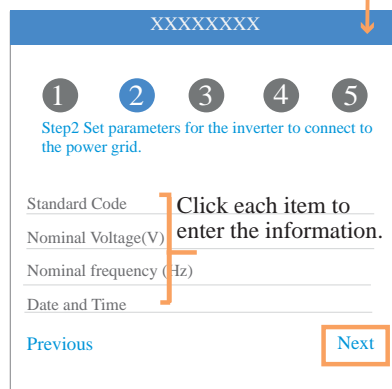 XXXXXXXX
1 2 3 4 5
Step2 Set parameters for the inverter to connect to
the power grid.
Standard Code
Click each item to
enter the information.
Nominal Voltage(V)
Nominal frequency (Hz)
Date and Time
Previous
Next